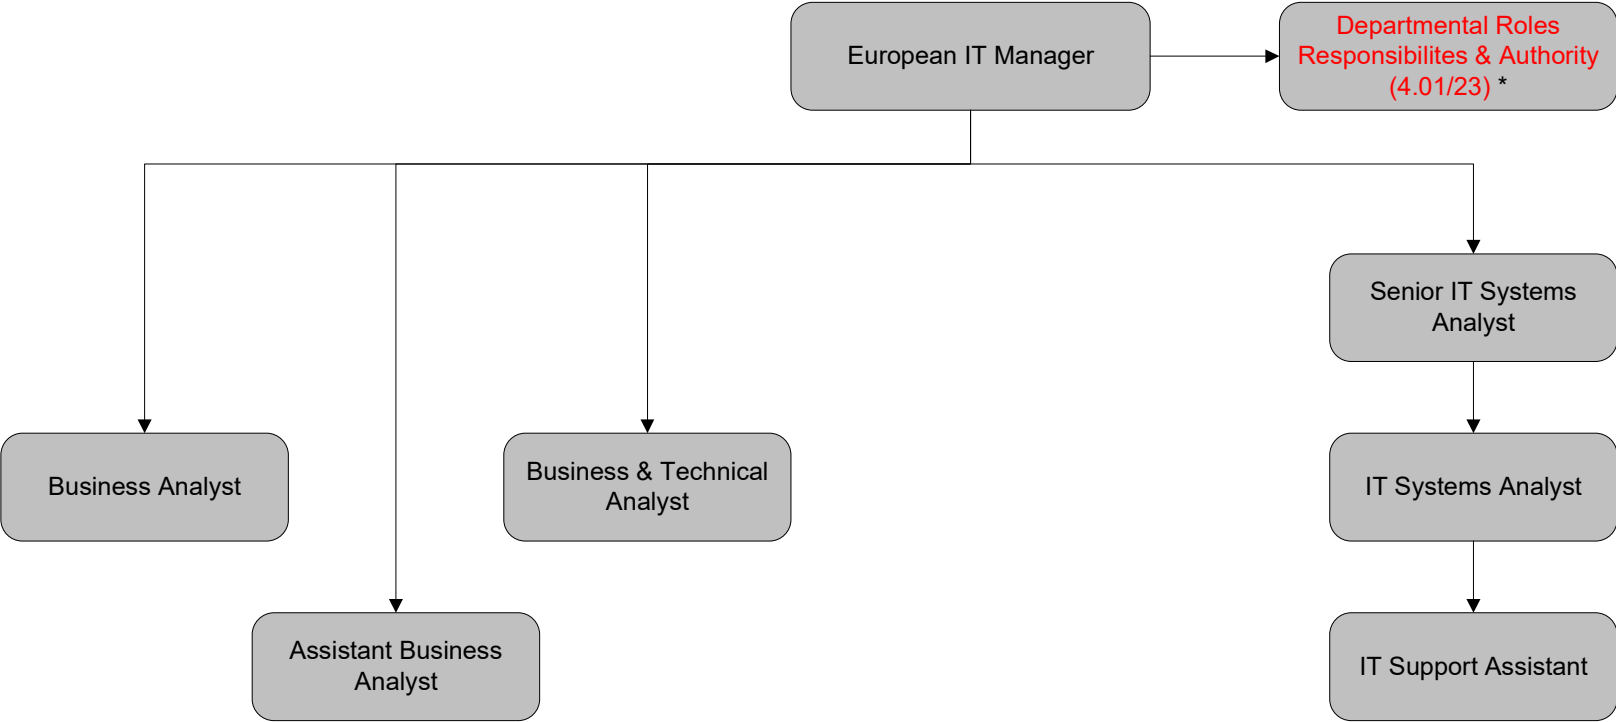 European IT Manager
Departmental Roles
Responsibilites & Authority
(4.01/23) *
Senior IT Systems
Analyst
Business Analyst
Business & Technical
Analyst
IT Systems Analyst
Assistant Business
Analyst
IT Support Assistant